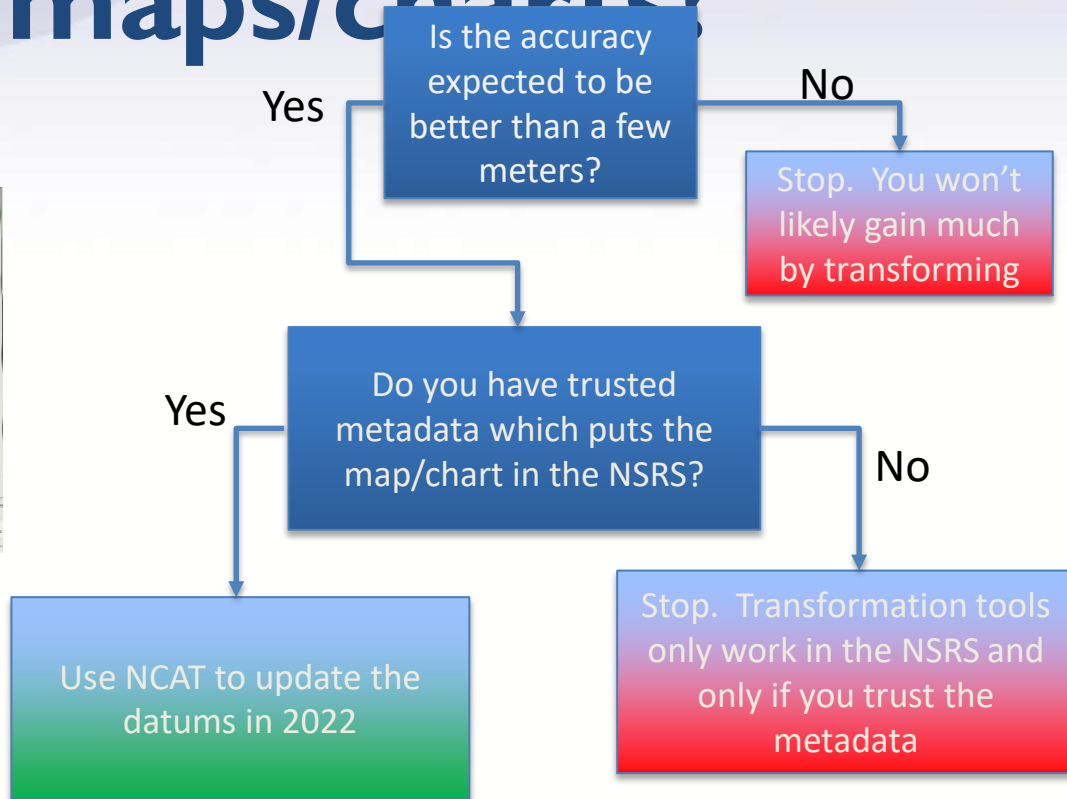 maps/charts?
Is the accuracy
expected to be
better than a few
meters?
Yes
No
Stop.  You won't
likely gain much
by transforming
Do you have trusted
metadata which puts the
map/chart in the NSRS?
Yes
No
Use NCAT to update the
datums in 2022
Stop.  Transformation tools
only work in the NSRS and
only if you trust the
metadata